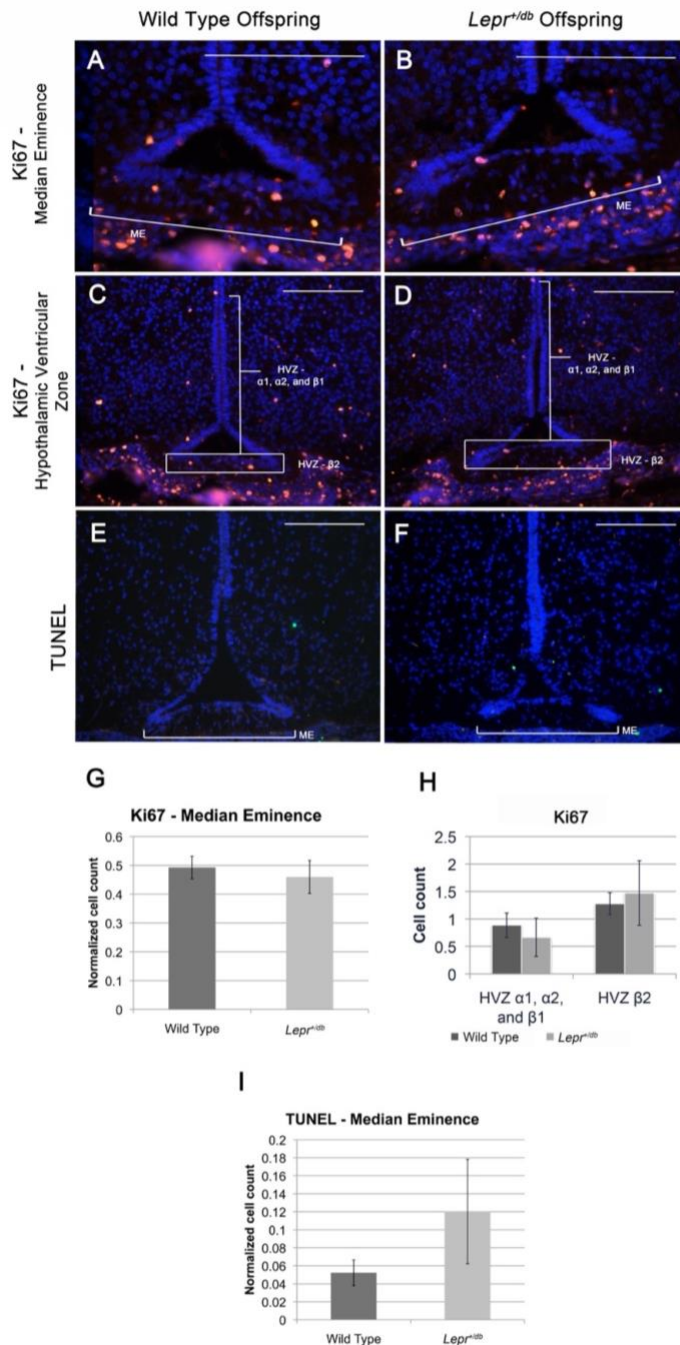 Wild Type Offspring
Lepr+/db Offspring
Ki67 -
Median Eminence
A
ME
B
ME
Ki67 -
Hypothalamic Ventricular
Zone
C
HVZ -
α1, α2, and β1
HVZ - β2
D
HVZ -
α1, α2, and β1
HVZ - β2
TUNEL
E
ME
F
ME
G
Ki67 - Median Eminence
Normalized cell count
0.6
0.5
0.4
0.3
0.2
0.1
0
Wild Type
Lepr+/db
H
Ki67
Cell count
2.5
2
1.5
1
0.5
0
HVZ α1, α2,
and β1
HVZ β2
Wild Type
Lepr+/db
I
TUNEL - Median Eminence
Normalized cell count
0.2
0.18
0.16
0.14
0.12
0.1
0.08
0.06
0.04
0.02
0
Wild Type
Lepr+/db